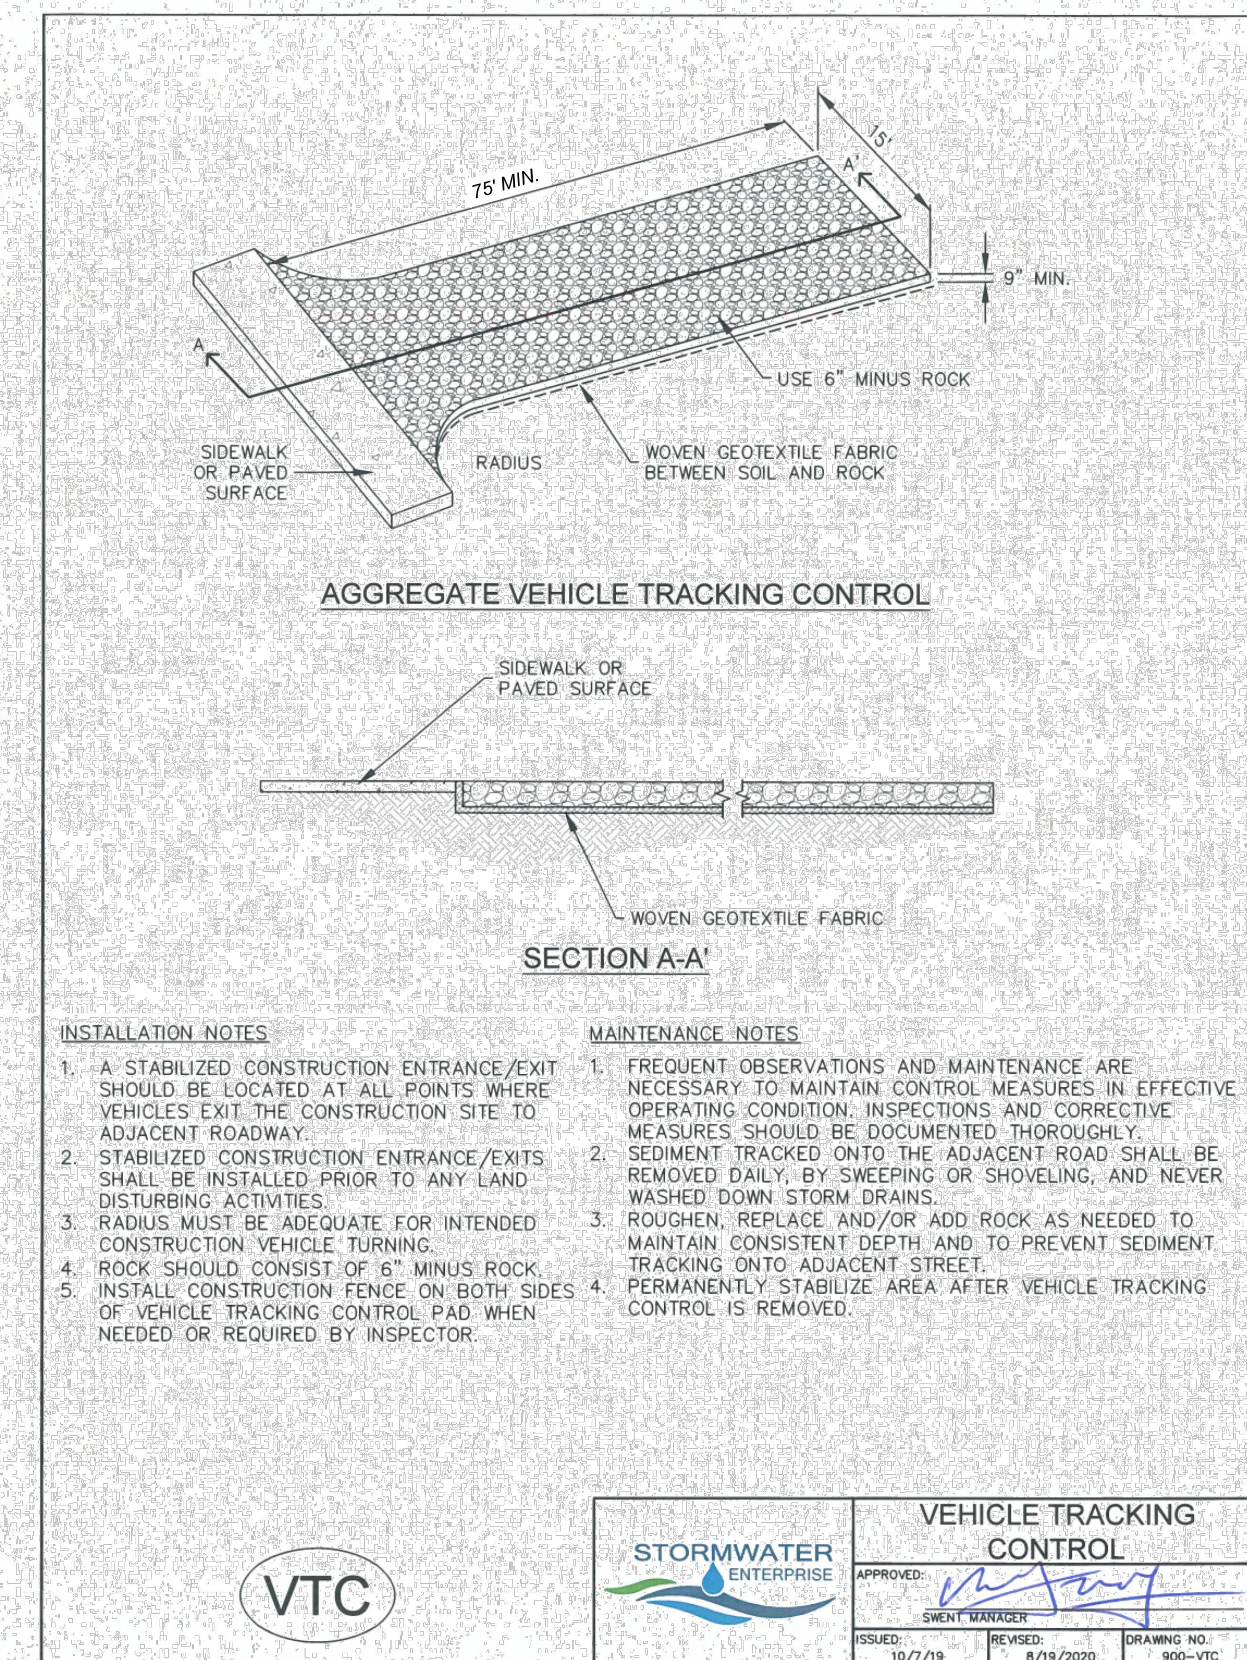 15'
75' MIN.
A'
9" MIN.
A
USE 6" MINUS ROCK
SIDEWALK
OR PAVED
SURFACE
RADIUS
WOVEN GEOTEXTILE FABRIC
BETWEEN SOIL AND ROCK
AGGREGATE VEHICLE TRACKING CONTROL
SIDEWALK OR
PAVED SURFACE
WOVEN GEOTEXTILE FABRIC
SECTION A-A'
INSTALLATION NOTES
1. A STABILIZED CONSTRUCTION ENTRANCE/EXIT
SHOULD BE LOCATED AT ALL POINTS WHERE
VEHICLES EXIT THE CONSTRUCTION SITE TO
ADJACENT ROADWAY.
2. STABILIZED CONSTRUCTION ENTRANCE/EXITS
SHALL BE INSTALLED PRIOR TO ANY LAND
DISTURBING ACTIVITIES.
3. RADIUS MUST BE ADEQUATE FOR INTENDED
CONSTRUCTION VEHICLE TURNING.
4. ROCK SHOULD CONSIST OF 6" MINUS ROCK.
5. INSTALL CONSTRUCTION FENCE ON BOTH SIDES
OF VEHICLE TRACKING CONTROL PAD WHEN
NEEDED OR REQUIRED BY INSPECTOR.
MAINTENANCE NOTES
1. FREQUENT OBSERVATIONS AND MAINTENANCE ARE
NECESSARY TO MAINTAIN CONTROL MEASURES IN EFFECTIVE
OPERATING CONDITION. INSPECTIONS AND CORRECTIVE
MEASURES SHOULD BE DOCUMENTED THOROUGHLY.
2. SEDIMENT TRACKED ONTO THE ADJACENT ROAD SHALL BE
REMOVED DAILY, BY SWEEPING OR SHOVELING, AND NEVER
WASHED DOWN STORM DRAINS.
3. ROUGHEN, REPLACE AND/OR ADD ROCK AS NEEDED TO
MAINTAIN CONSISTENT DEPTH AND TO PREVENT SEDIMENT
TRACKING ONTO ADJACENT STREET.
4. PERMANENTLY STABILIZE AREA AFTER VEHICLE TRACKING
CONTROL IS REMOVED.
VTC
STORMWATER
ENTERPRISE
VEHICLE TRACKING
CONTROL
APPROVED:
SWENT MANAGER
ISSUED:
10/7/19
REVISED:
8/19/2020
DRAWING NO.
900-VTC